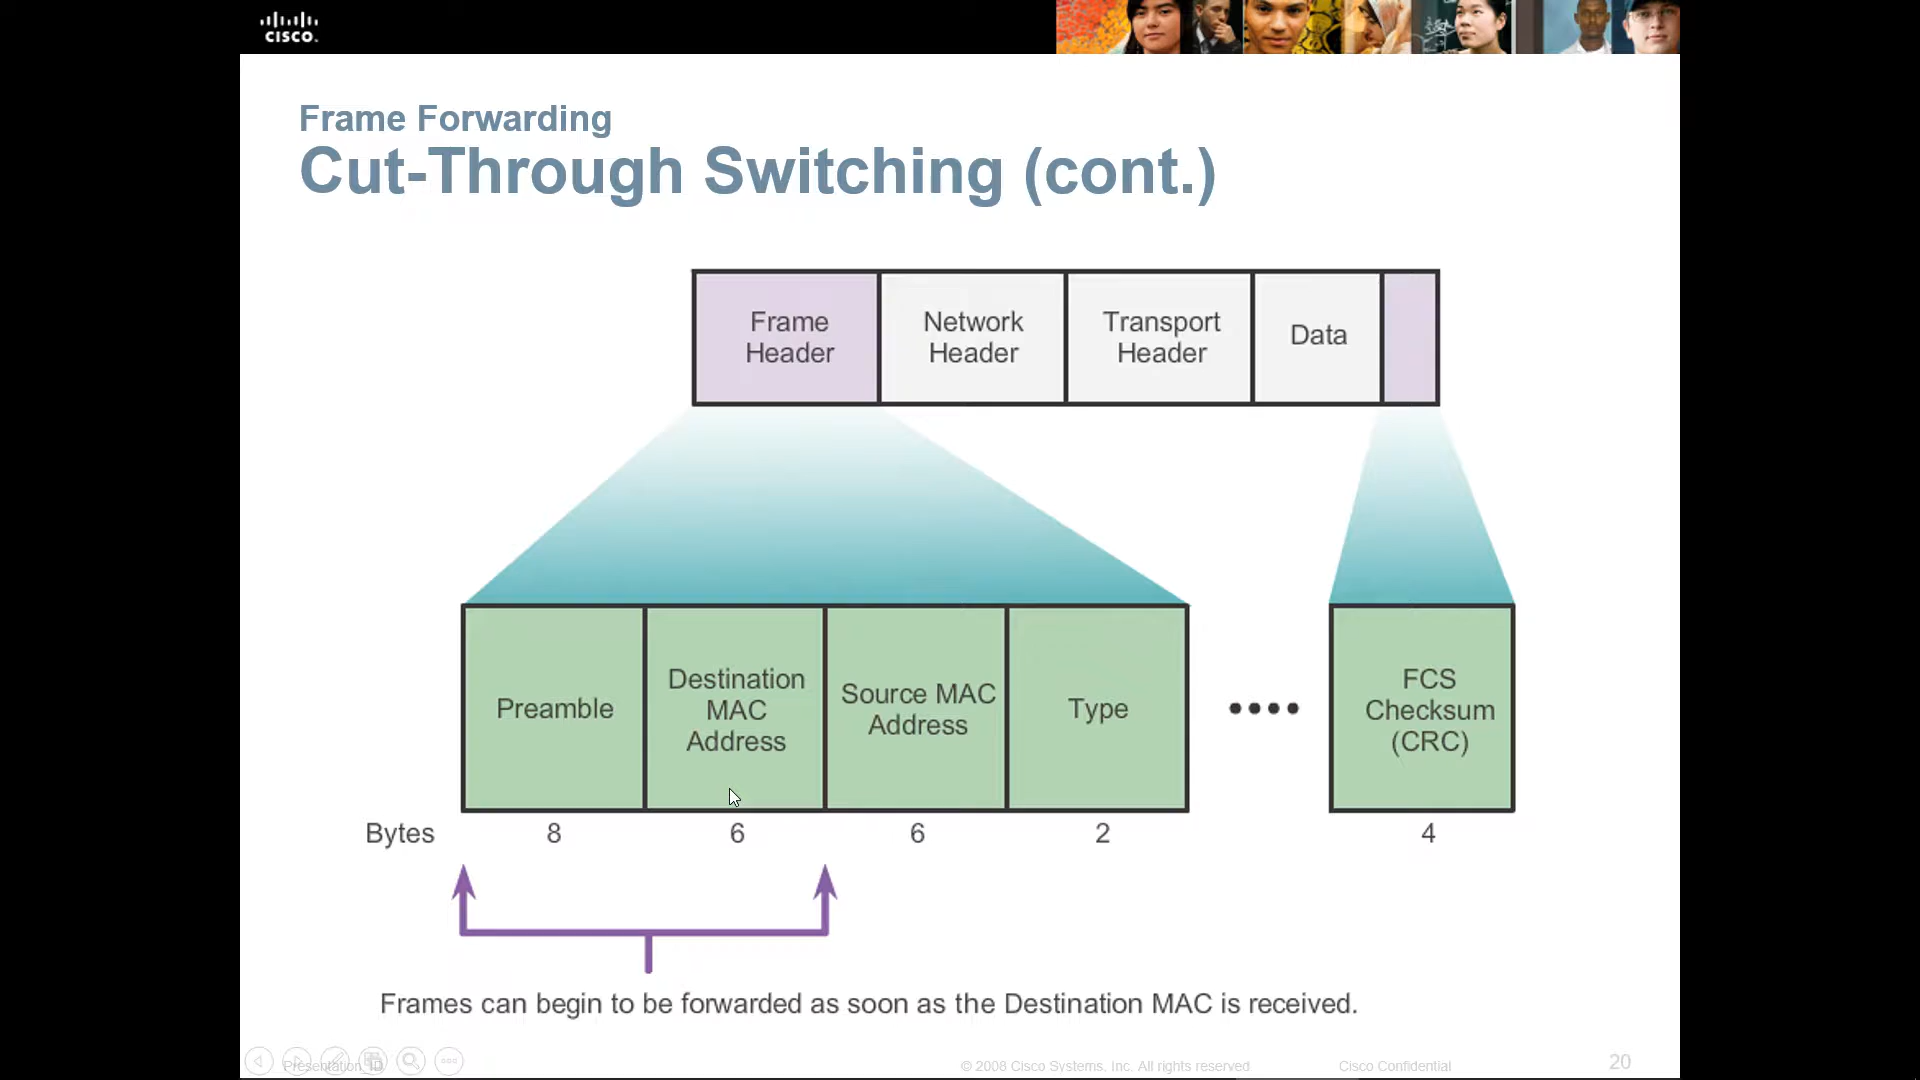 CISCO.
Frame Forwarding
Cut-Through Switching (cont.)
Frame
Header
Network
Header
Transport
Header
Data
Preamble
Destination
MAC
Address
Source MAC
Address
Type
FCS
Checksum
(CRC)
Bytes 8 6 6 2 4
Frames can begin to be forwarded as soon as the Destination MAC is received.
Presentation_ID © 2008 Cisco Systems, Inc. All rights reserved Cisco Confidential 20